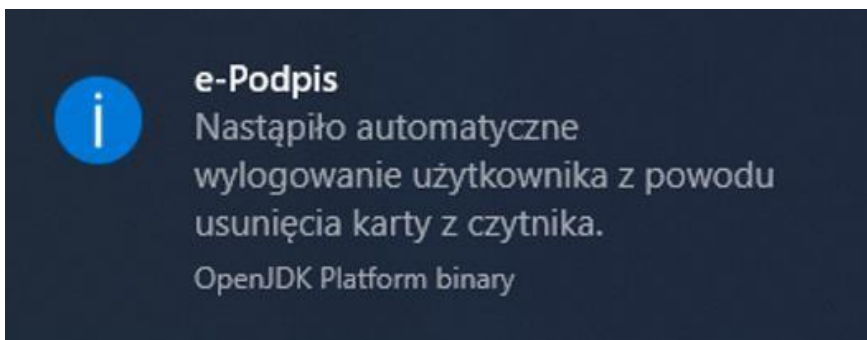 e-Podpis
Nastąpiło automatyczne
wylogowanie użytkownika z powodu
usunięcia karty z czytnika.
OpenJDK Platform binary